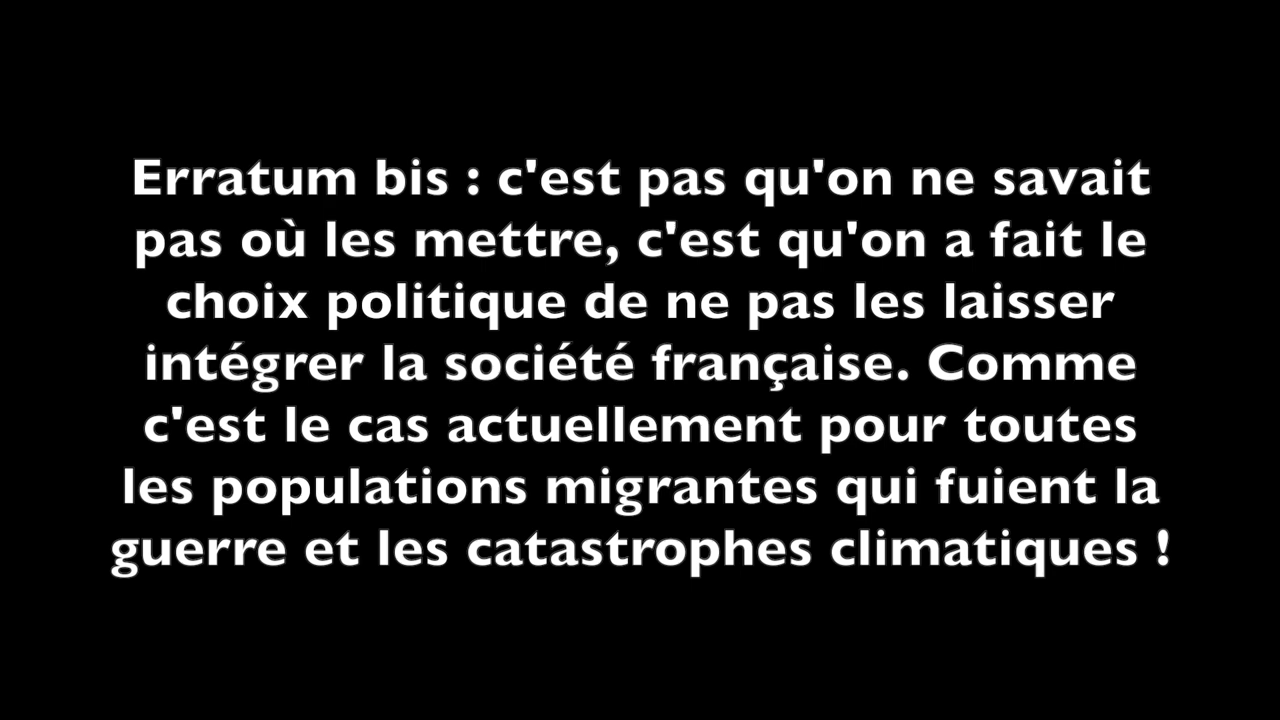 Erratum bis : c'est pas qu'on ne savait
pas où les mettre, c'est qu'on a fait le
choix politique de ne pas les laisser
intégrer la société française. Comme
c'est le cas actuellement pour toutes
les populations migrantes qui fuient la
guerre et les catastrophes climatiques !